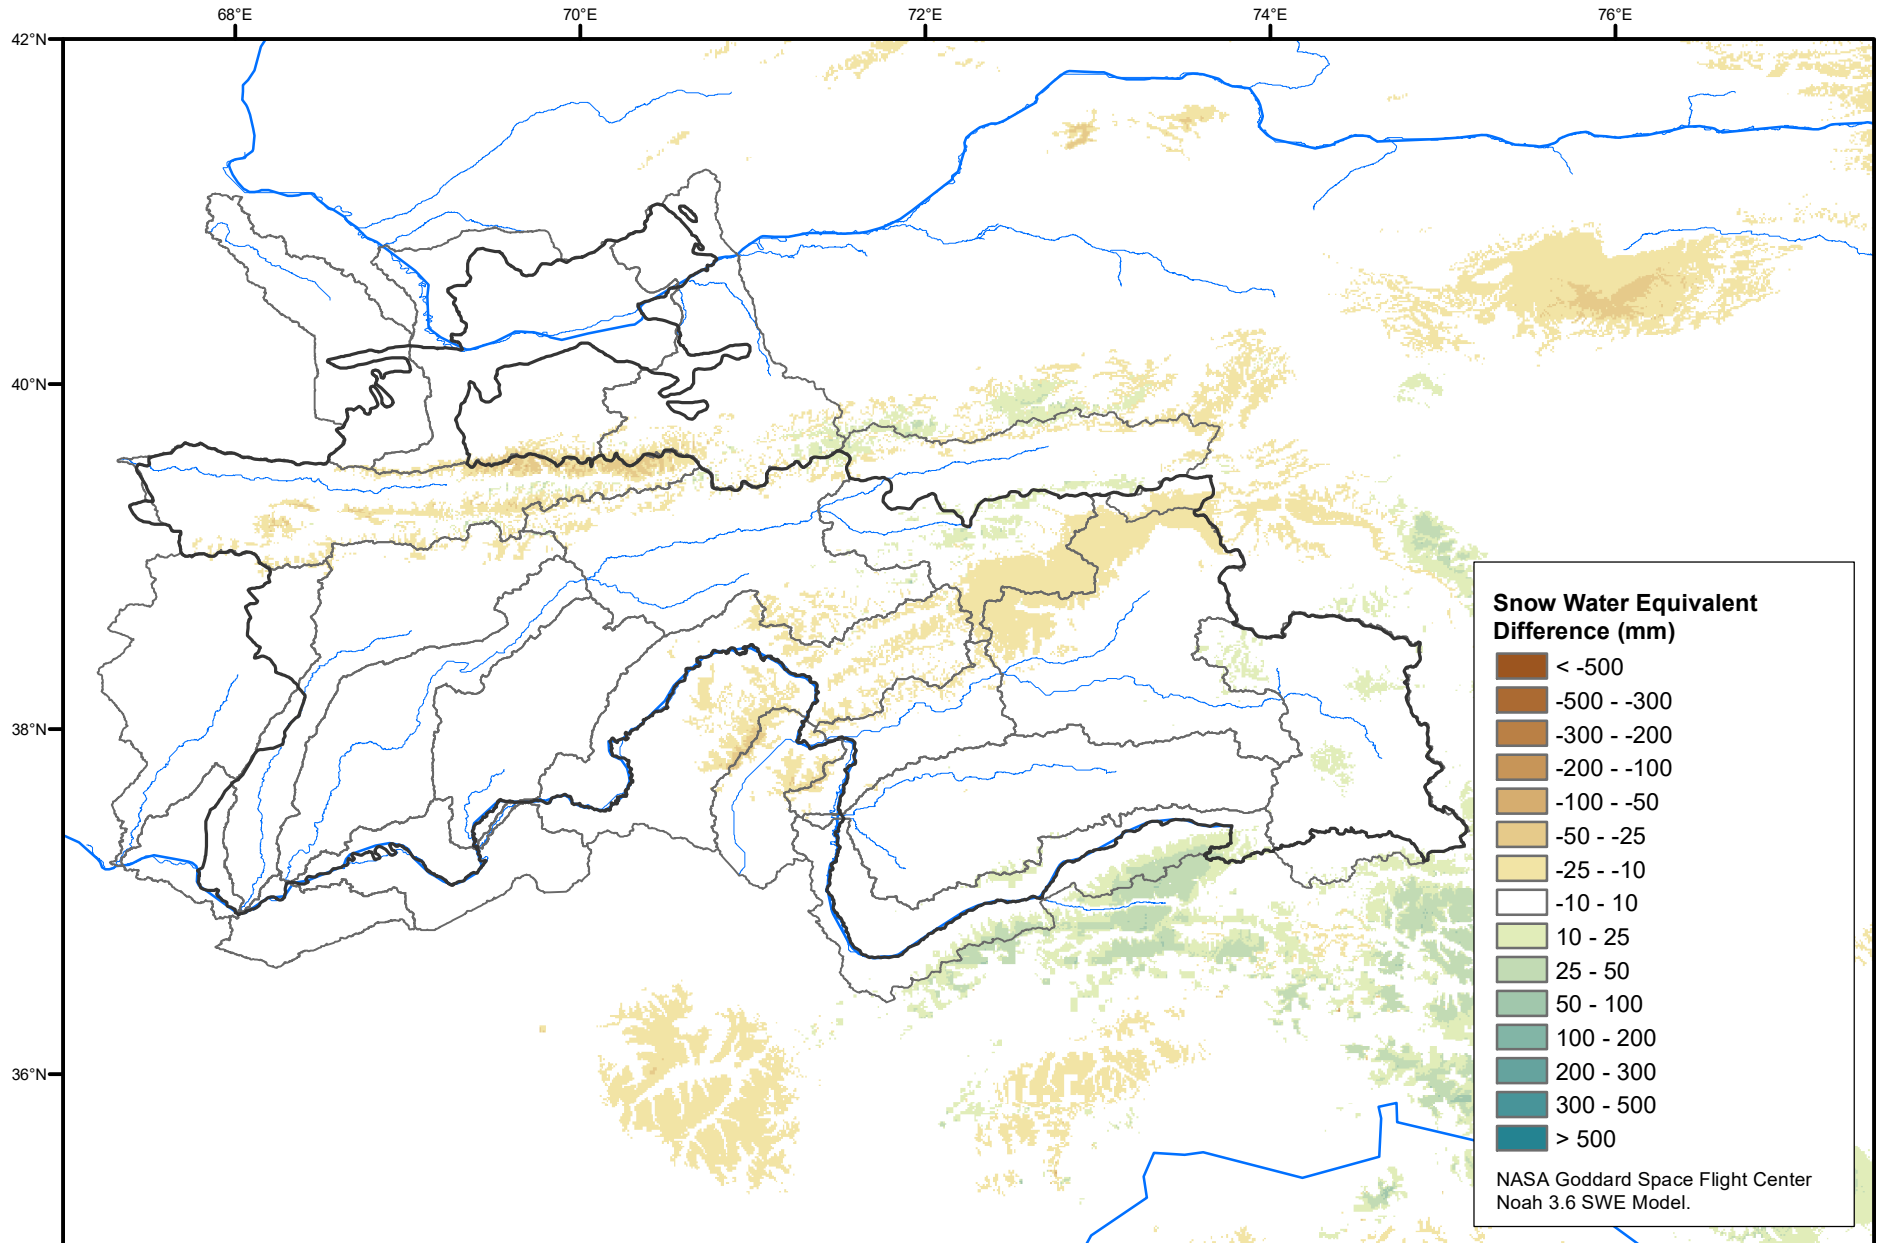 68°E
70°E
72°E
74°E
76°E
42°N
40°N
38°N
36°N
Snow Water Equivalent
Difference (mm)
< -500
-500 - -300
-300 - -200
-200 - -100
-100 - -50
-50 - -25
-25 - -10
-10 - 10
10 - 25
25 - 50
50 - 100
100 - 200
200 - 300
300 - 500
> 500
NASA Goddard Space Flight Center
Noah 3.6 SWE Model.